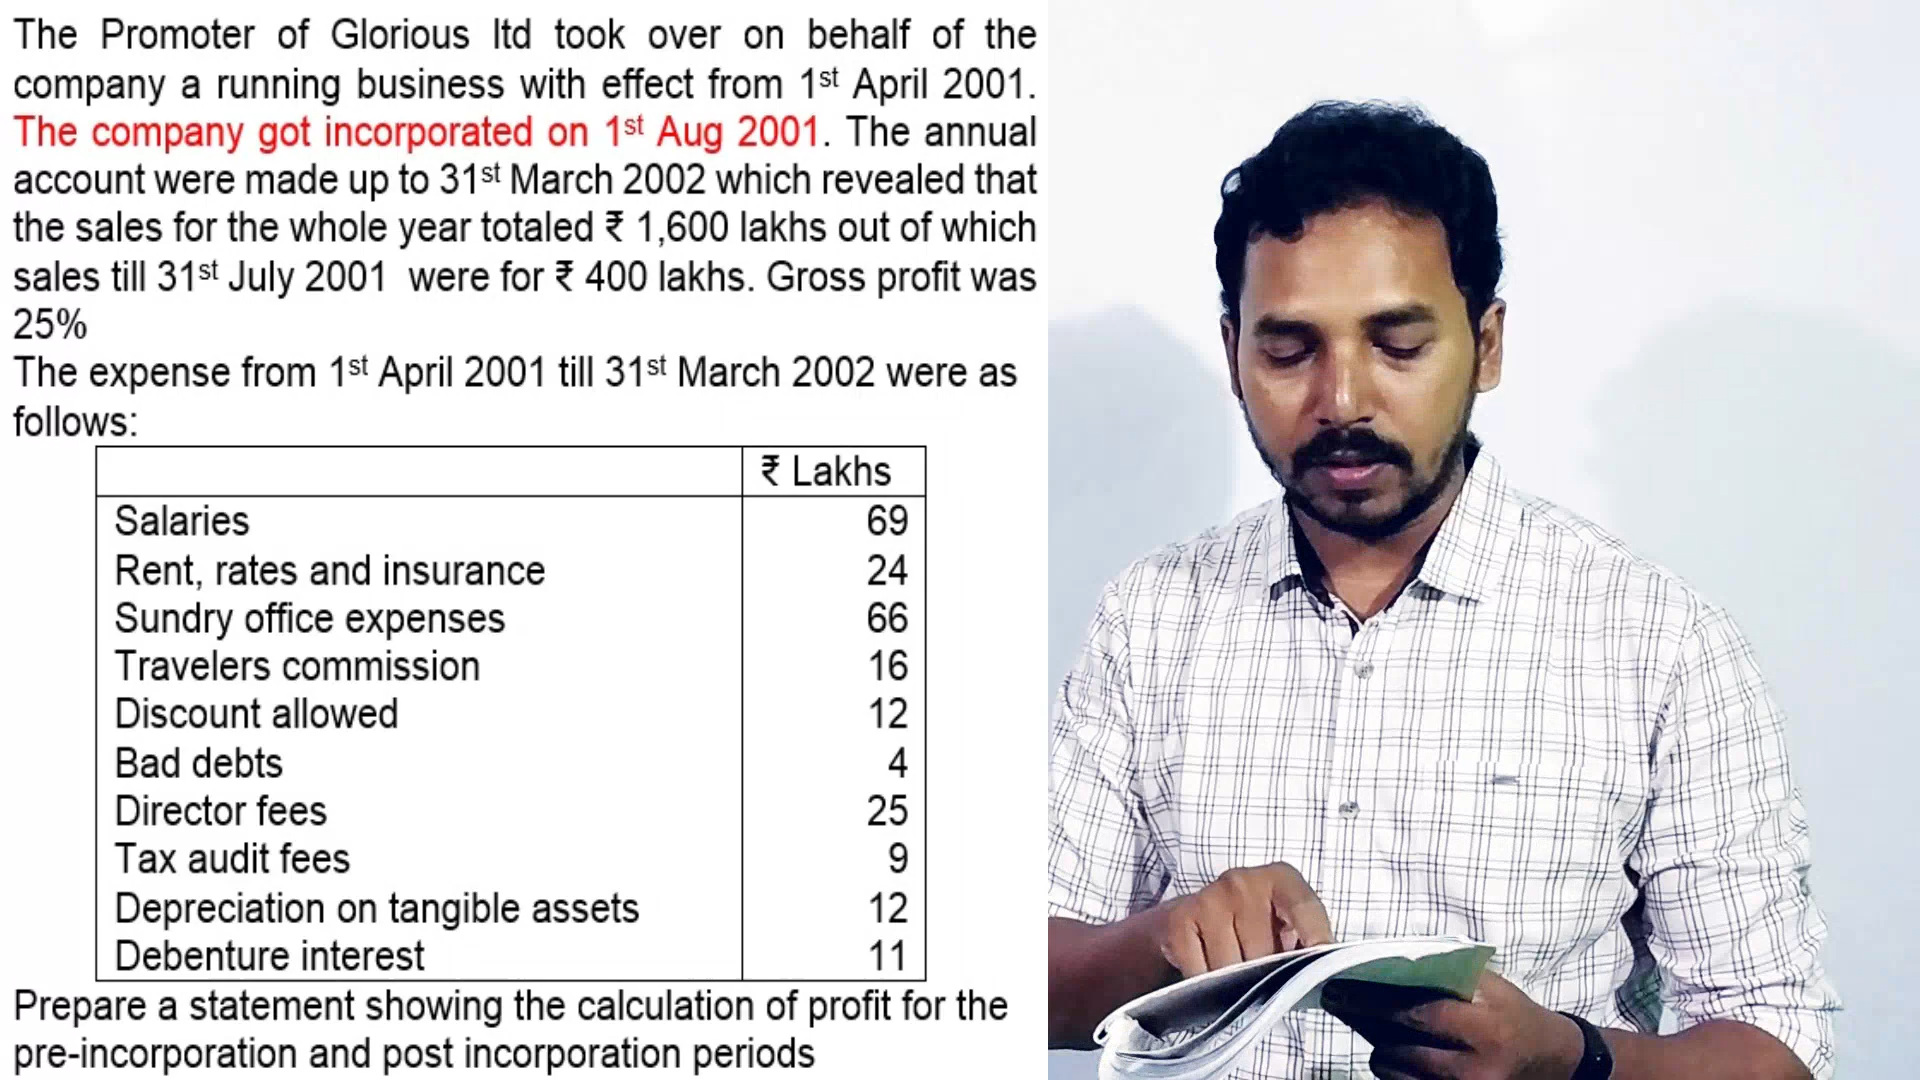 The Promoter of Glorious ltd took over on behalf of the
company a running business with effect from 1st April 2001.
The company got incorporated on 1st Aug 2001. The annual
account were made up to 31st March 2002 which revealed that
the sales for the whole year totaled ₹ 1,600 lakhs out of which
sales till 31st July 2001 were for ₹ 400 lakhs. Gross profit was
25%
The expense from 1st April 2001 till 31st March 2002 were as
follows:
₹ Lakhs
Salaries 69
Rent, rates and insurance 24
Sundry office expenses 66
Travelers commission 16
Discount allowed 12
Bad debts 4
Director fees 25
Tax audit fees 9
Depreciation on tangible assets 12
Debenture interest 11
Prepare a statement showing the calculation of profit for the
pre-incorporation and post incorporation periods